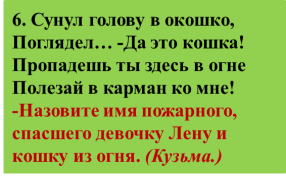 6. Сунул голову в окошко,
Поглядел… -Да это кошка!
Пропадешь ты здесь в огне
Полезай в карман ко мне!
-Назовите имя пожарного,
спасшего девочку Лену и
кошку из огня. (Кузьма.)